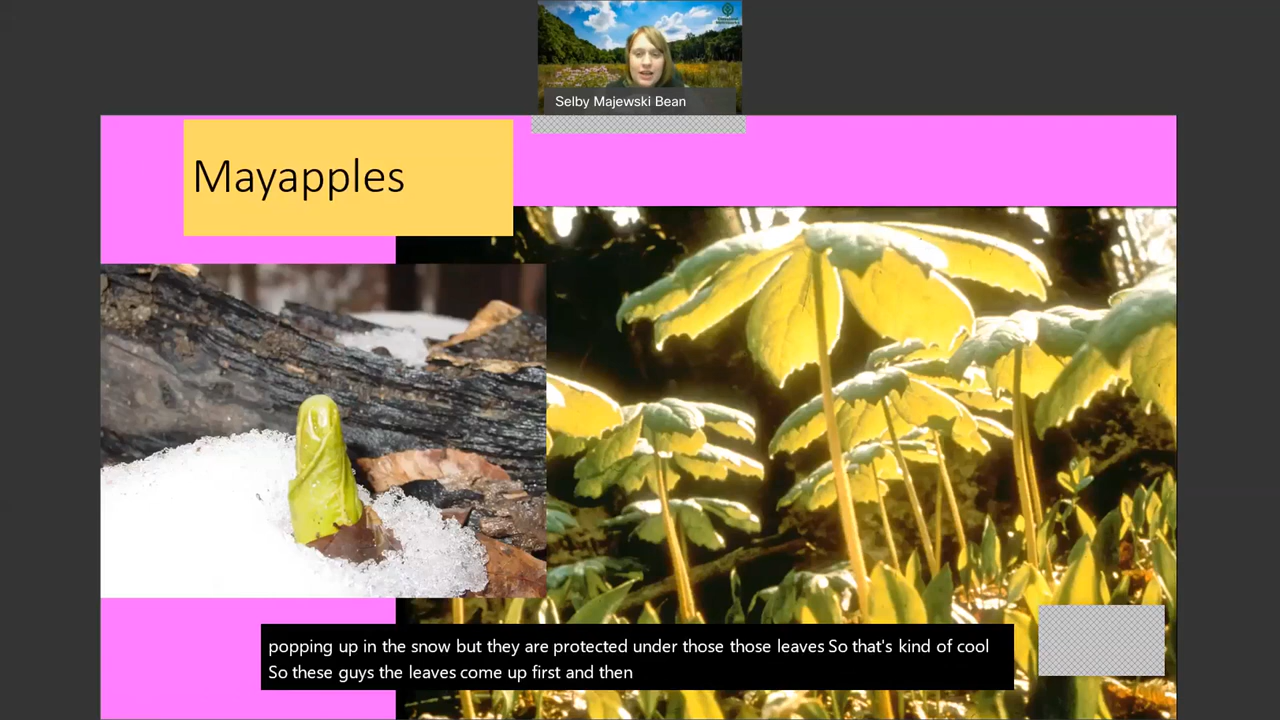 Selby Majewski Bean
Mayapples
popping up in the snow but they are protected under those those leaves So that's kind of cool
So these guys the leaves come up first and then